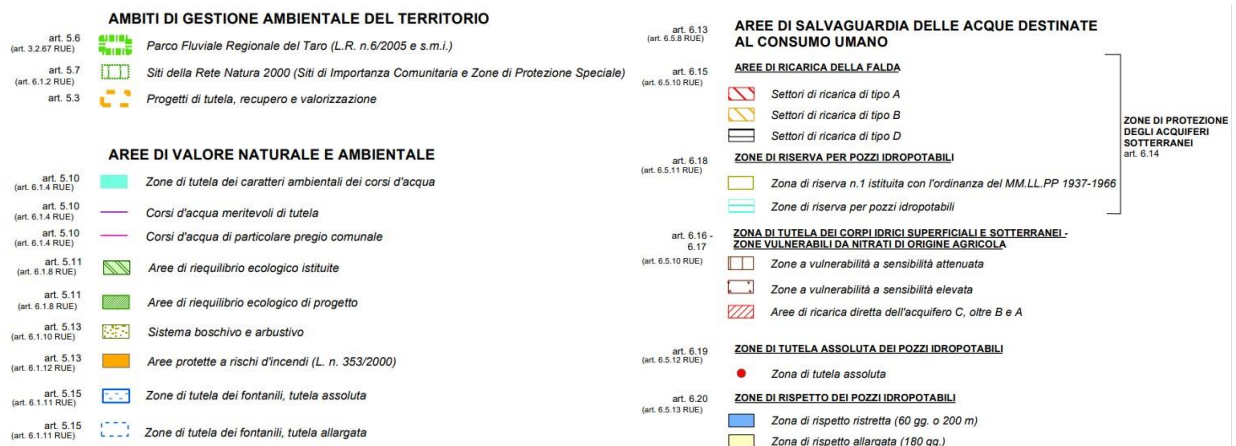 AMBITI DI GESTIONE AMBIENTALE DEL TERRITORIO
art. 5.6
(art. 3.2.67 RUE)
Parco Fluviale Regionale del Taro (L.R. n.6/2005 e s.m.i.)
art. 5.7
(art. 6.1.2 RUE)
Siti della Rete Natura 2000 (Siti di Importanza Comunitaria e Zone di Protezione Speciale)
art. 5.3
Progetti di tutela, recupero e valorizzazione
AREE DI VALORE NATURALE E AMBIENTALE
art. 5.10
(art. 6.1.4 RUE)
Zone di tutela dei caratteri ambientali dei corsi d'acqua
art. 5.10
(art. 6.1.4 RUE)
Corsi d'acqua meritevoli di tutela
art. 5.10
(art. 6.1.4 RUE)
Corsi d'acqua di particolare pregio comunale
art. 5.11
(art. 6.1.8 RUE)
Aree di riequilibrio ecologico istituite
art. 5.11
(art. 6.1.8 RUE)
Aree di riequilibrio ecologico di progetto
art. 5.13
(art. 6.1.10 RUE)
Sistema boschivo e arbustivo
art. 5.13
(art. 6.1.12 RUE)
Aree protette a rischi d'incendi (L. n. 353/2000)
art. 5.15
(art. 6.1.11 RUE)
Zone di tutela dei fontanili, tutela assoluta
art. 5.15
(art. 6.1.11 RUE)
Zone di tutela dei fontanili, tutela allargata
art. 6.13
(art. 6.5.8 RUE)
AREE DI SALVAGUARDIA DELLE ACQUE DESTINATE
AL CONSUMO UMANO
art. 6.15
(art. 6.5.10 RUE)
AREE DI RICARICA DELLA FALDA
Settori di ricarica di tipo A
Settori di ricarica di tipo B
Settori di ricarica di tipo D
ZONE DI PROTEZIONE
DEGLI ACQUIFERI
SOTTERRANEI
art. 6.14
art. 6.18
(art. 6.5.11 RUE)
ZONE DI RISERVA PER POZZI IDROPOTABILI
Zona di riserva n.1 istituita con l'ordinanza del MM.LL.PP 1937-1966
Zone di riserva per pozzi idropotabili
art. 6.16 -
6.17
(art. 6.5.10 RUE)
ZONA DI TUTELA DEI CORPI IDRICI SUPERFICIALI E SOTTERRANEI -
ZONE VULNERABILI DA NITRATI DI ORIGINE AGRICOLA
Zone a vulnerabilità a sensibilità attenuata
Zone a vulnerabilità a sensibilità elevata
Aree di ricarica diretta dell'acquifero C, oltre B e A
art. 6.19
(art. 6.5.12 RUE)
ZONE DI TUTELA ASSOLUTA DEI POZZI IDROPOTABILI
Zona di tutela assoluta
art. 6.20
(art. 6.5.13 RUE)
ZONE DI RISPETTO DEI POZZI IDROPOTABILI
Zona di rispetto ristretta (60 gg. o 200 m)
Zona di rispetto allargata (180 gg.)